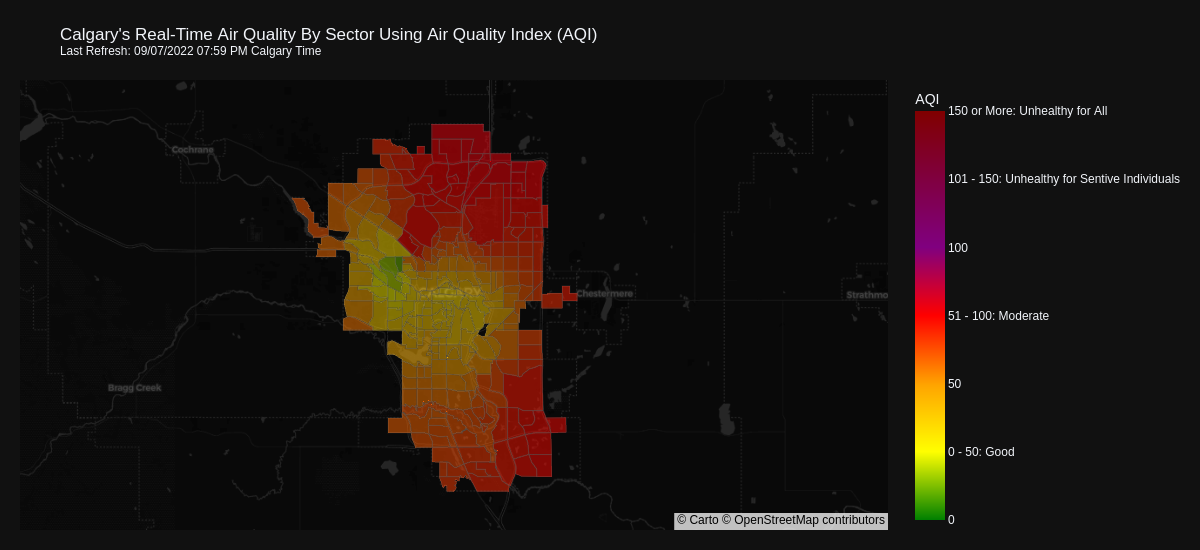 Calgary's Real-Time Air Quality By Sector Using Air Quality Index (AQI)
Last Refresh: 09/07/2022 07:59 PM Calgary Time
AQI
150 or More: Unhealthy for All
Cochrane
101 - 150: Unhealthy for Sentive Individuals
100
Chestermere
Strathmo
51 - 100: Moderate
50
Bragg Creek
0 - 50: Good
0
© Carto © OpenStreetMap contributors